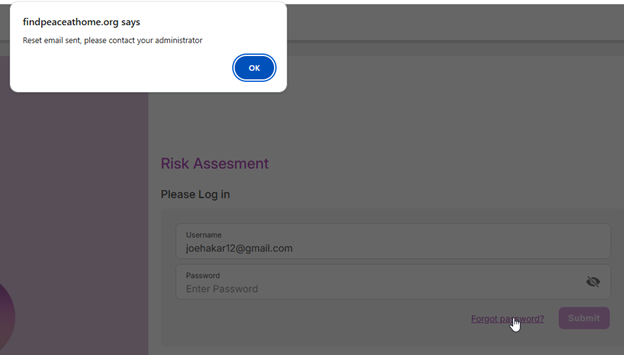 findpeaceathome.org says
Reset email sent, please contact your administrator
OK
Risk Assesment
Please Log in
Username
joehakar12@gmail.com
Password
Enter Password
Forgot password?
Submit